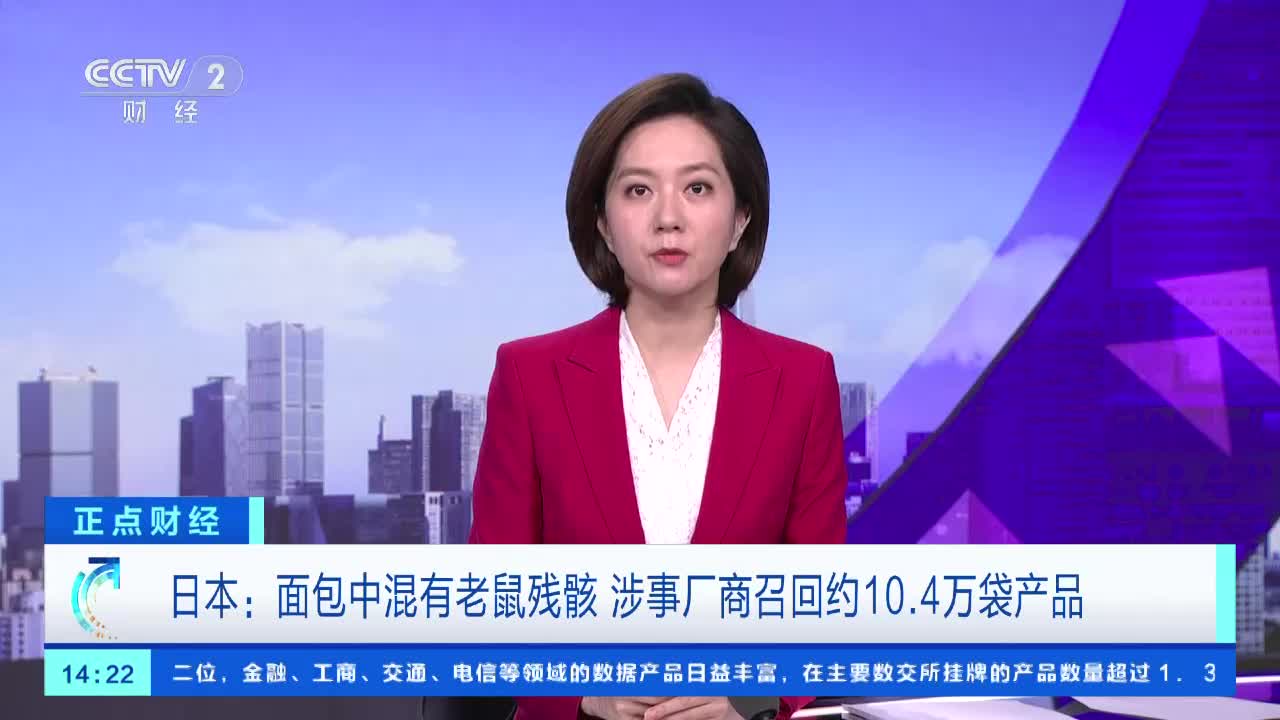 CCTV 2
财 经
正点财经
日本：面包中混有老鼠残骸 涉事厂商召回约10.4万袋产品
14:22 二位，金融、工商、交通、电信等领域的数据产品日益丰富，在主要数交所挂牌的产品数量超过1．3